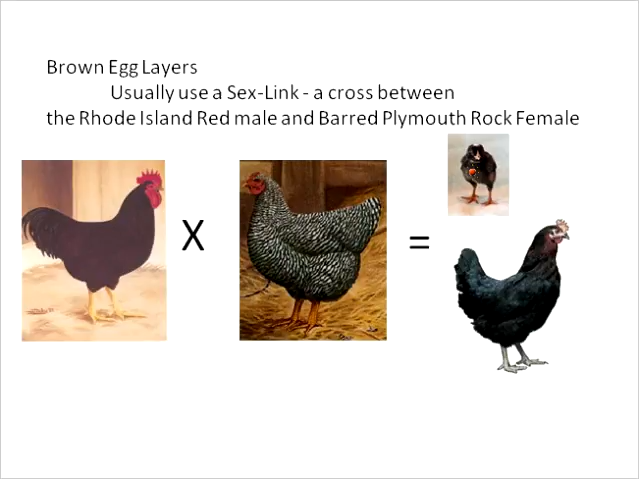 Brown Egg Layers
Usually use a Sex-Link - a cross between
the Rhode Island Red male and Barred Plymouth Rock Female
X =